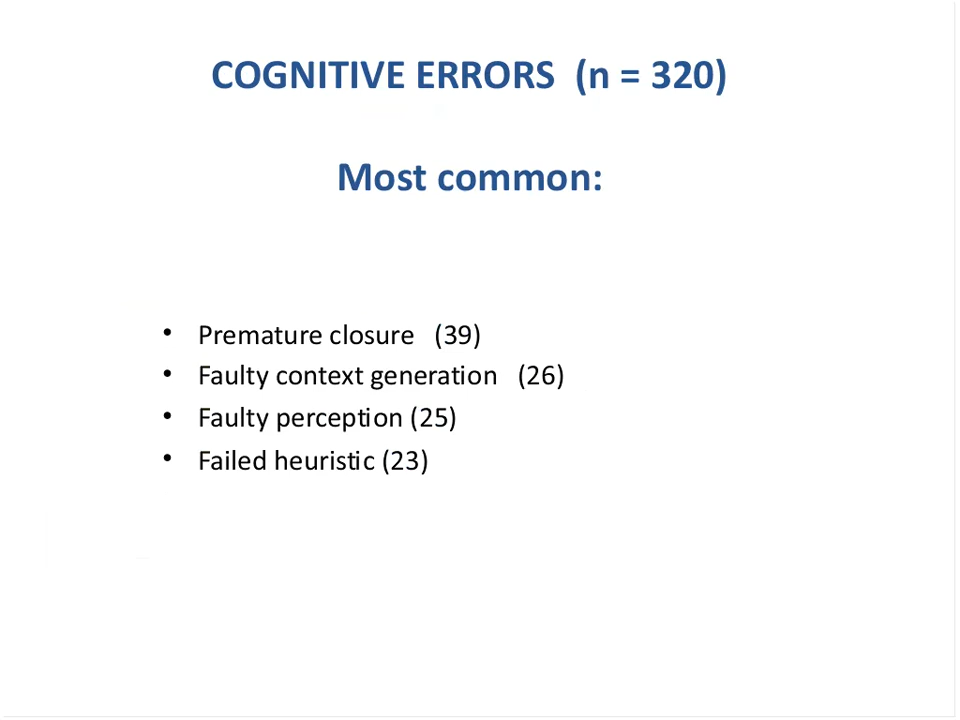 COGNITIVE ERRORS (n = 320)
Most common:
• Premature closure (39)
• Faulty context generation (26)
• Faulty perception (25)
• Failed heuristic (23)